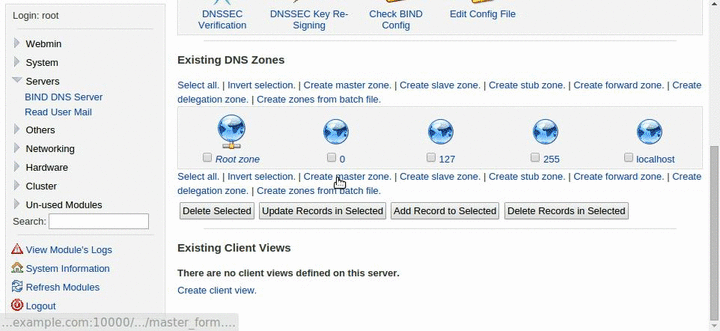 Login: root
Webmin
System
Servers
BIND DNS Server
Read User Mail
Others
Networking
Hardware
Cluster
Un-used Modules
Search:
View Module's Logs
System Information
Refresh Modules
Logout
...example.com:10000/.../master_form....
DNSSEC
Verification
DNSSEC Key Re-
Signing
Check BIND
Config
Edit Config File
Existing DNS Zones
Select all. | Invert selection. | Create master zone. | Create slave zone. | Create stub zone. | Create forward zone. | Create
delegation zone. | Create zones from batch file.
Root zone
0
127
255
localhost
Select all. | Invert selection. | Create master zone. | Create slave zone. | Create stub zone. | Create forward zone. | Create
delegation zone. | Create zones from batch file.
Delete Selected
Update Records in Selected
Add Record to Selected
Delete Records in Selected
Existing Client Views
There are no client views defined on this server.
Create client view.